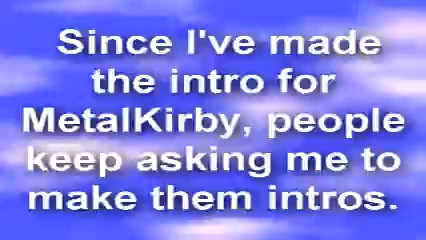 Since I've made
the intro for
MetalKirby, people
keep asking me to
make them intros.